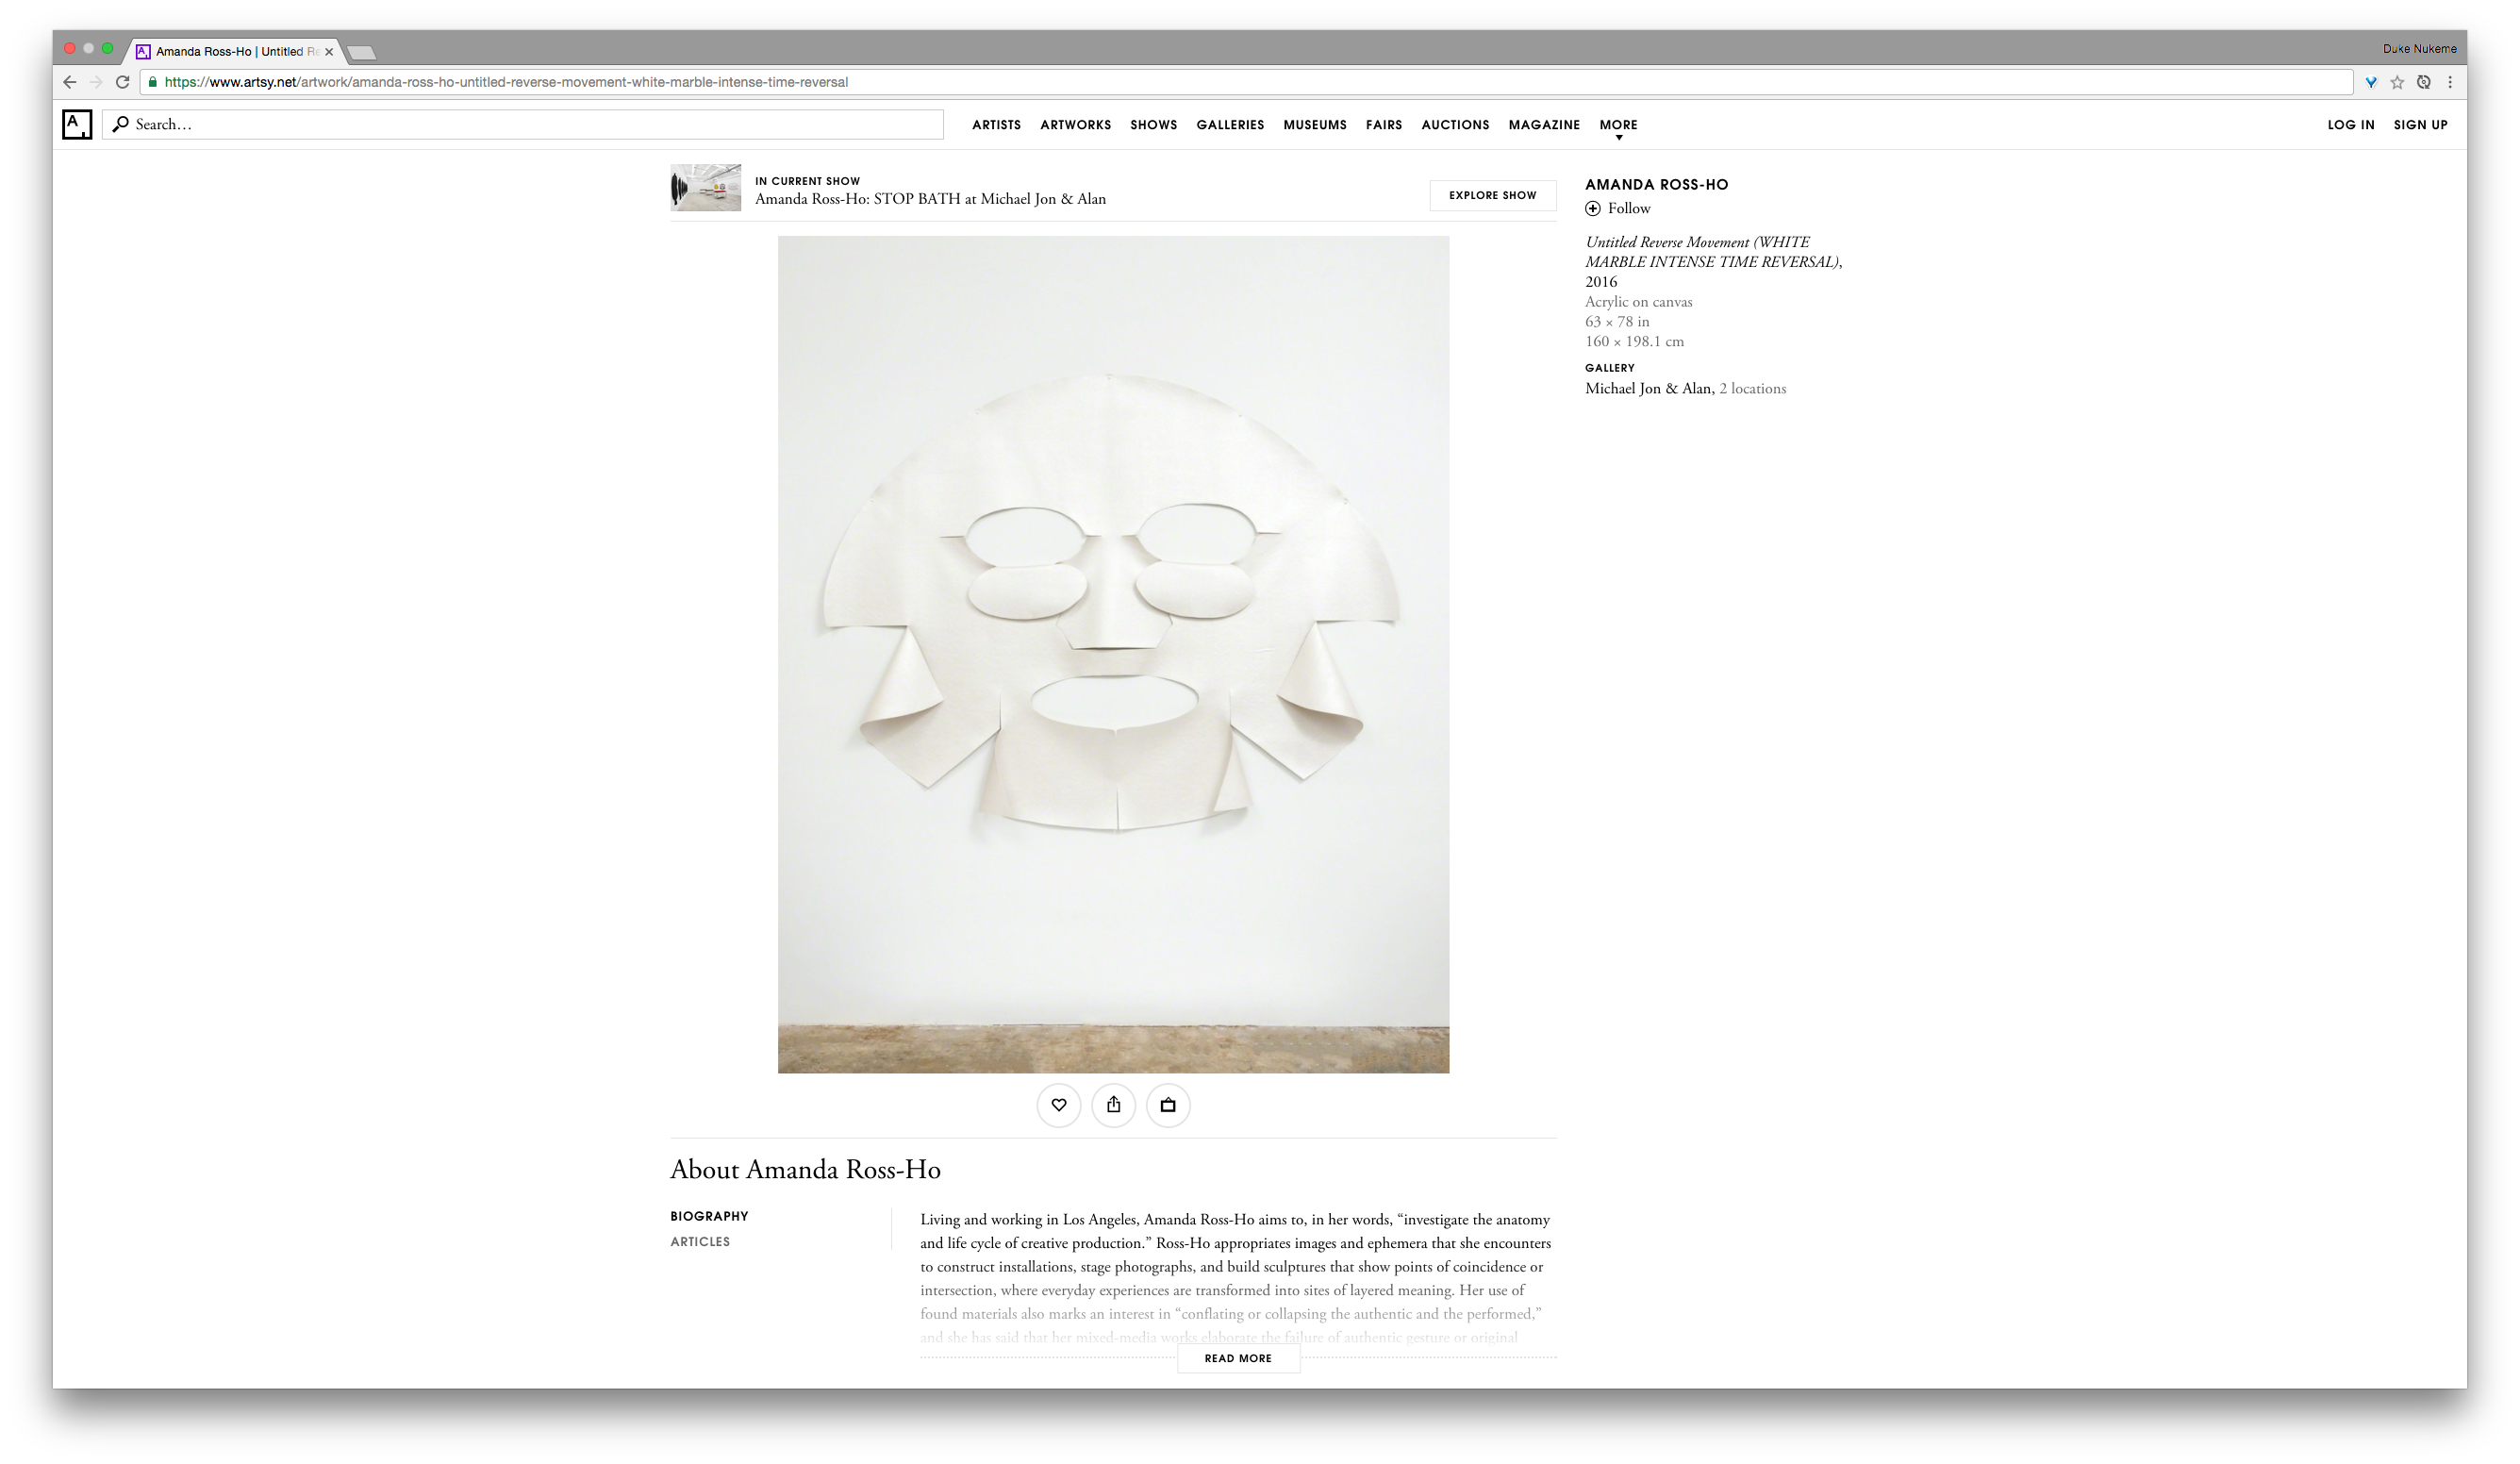 Amanda Ross-Ho | Untitled Re
Duke Nukeme
https://www.artsy.net/artwork/amanda-ross-ho-untitled-reverse-movement-white-marble-intense-time-reversal
A
Search…
ARTISTS ARTWORKS SHOWS GALLERIES MUSEUMS FAIRS AUCTIONS MAGAZINE MORE
LOG IN SIGN UP
IN CURRENT SHOW
Amanda Ross-Ho: STOP BATH at Michael Jon & Alan
EXPLORE SHOW
AMANDA ROSS-HO
Follow
Untitled Reverse Movement (WHITE
MARBLE INTENSE TIME REVERSAL),
2016
Acrylic on canvas
63 × 78 in
160 × 198.1 cm
GALLERY
Michael Jon & Alan, 2 locations
About Amanda Ross-Ho
BIOGRAPHY
ARTICLES
Living and working in Los Angeles, Amanda Ross-Ho aims to, in her words, “investigate the anatomy
and life cycle of creative production.” Ross-Ho appropriates images and ephemera that she encounters
to construct installations, stage photographs, and build sculptures that show points of coincidence or
intersection, where everyday experiences are transformed into sites of layered meaning. Her use of
found materials also marks an interest in “conflating or collapsing the authentic and the performed,”
and she has said that her mixed-media works elaborate the failure of authentic gesture or original
READ MORE